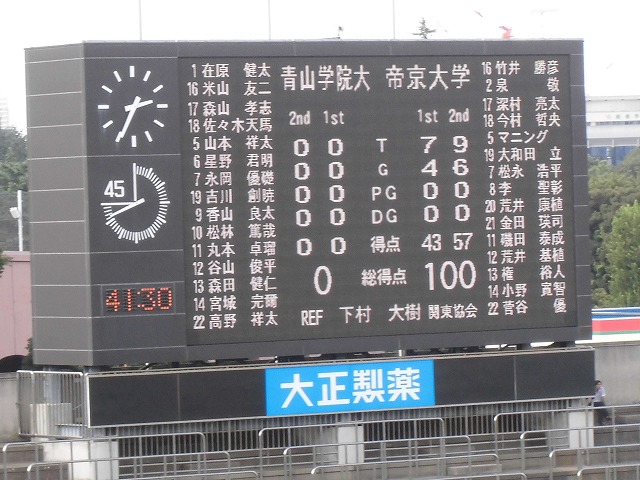 1 在原 健太
16 米山 友二
17 森山 孝志
18 佐々木天馬
5 山本 祥太
6 星野 君明
7 永岡 優
19 吉川 創
9 香山 良太
10 松林 篤哉
11 丸本 卓瑠
12 谷山 俊平
13 森田 健仁
14 宮城 完爾
22 高野 祥太
青山学院大 帝京大学
2nd 1st 1st 2nd
0 0 T 7 9
0 0 G 4 6
0 0 PG 0 0
0 0 DG 0 0
0 0 得点 43 57
0 総得点 100
REF 下村 大樹 関東協会
16 竹井 勝彦
2 泉 敬
17 深村 亮太
18 今村 哲央
5 マニング
19 大和田 立
7 松永 浩平
8 李 聖彰
20 荒井 康植
21 金田 瑛司
11 磯田 泰成
12 荒井 基植
13 権 裕人
14 小野 寛智
22 菅谷 優
45
41:30
大正製薬